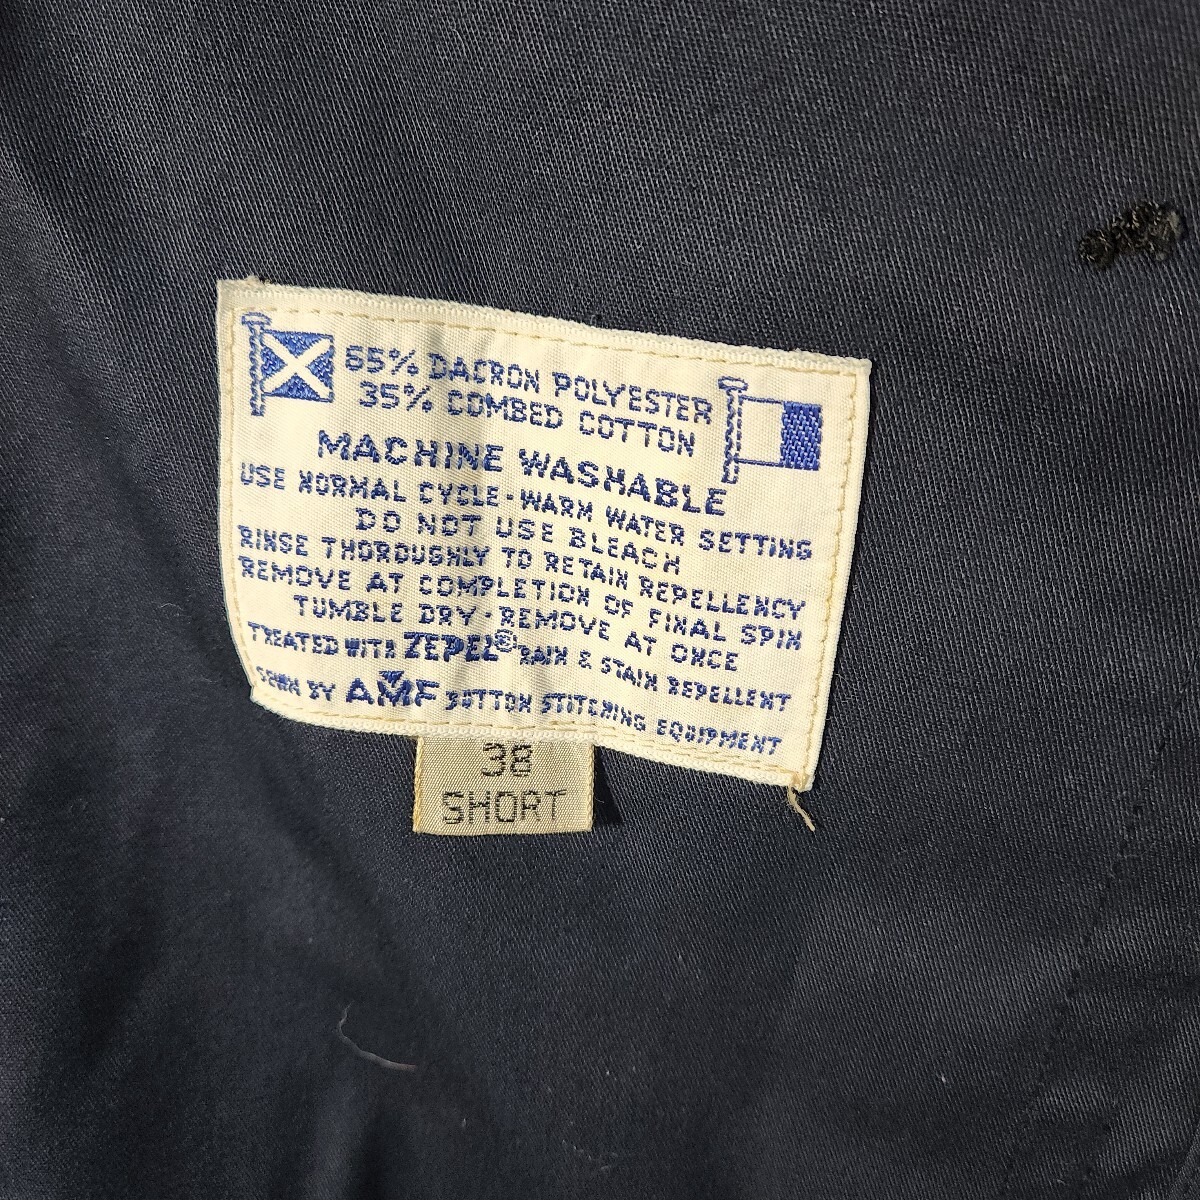 65% DACRON POLYESTER
35% COMBED COTTON
MACHINE WASHABLE
USE NORMAL CYCLE · WARM WATER SETTING
DO NOT USE BLEACH
RINSE THOROUGHLY TO RETAIN REPELLENCY
REMOVE AT COMPLETION OF FINAL SPIN
TUMBLE DRY · REMOVE AT ONCE
TREATED WITH ZEPEL® RAIN & STAIN REPELLENT
SEWN BY AMF BUTTON STITCHING EQUIPMENT
38
SHORT